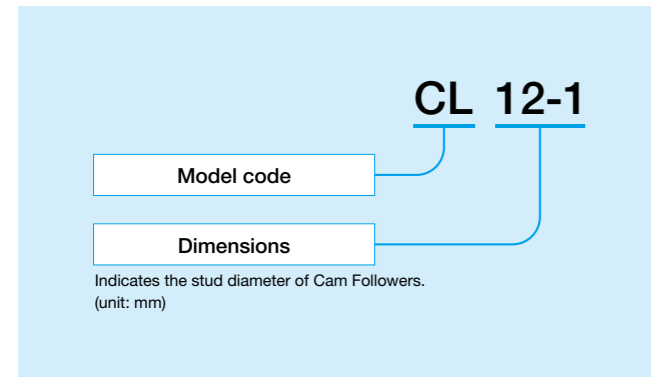 CL 12-1
Model code
Dimensions
Indicates the stud diameter of Cam Followers.
(unit: mm)